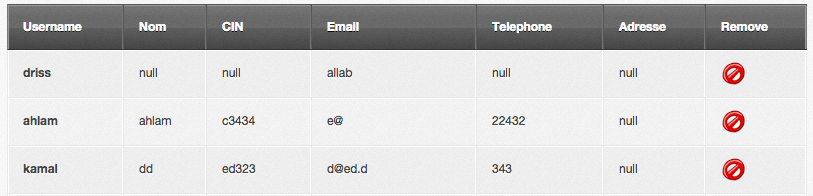 Username Nom CIN Email Telephone Adresse Remove
driss null null allab null null
ahlam ahlam c3434 e@ 22432 null
kamal dd ed323 d@ed.d 343 null